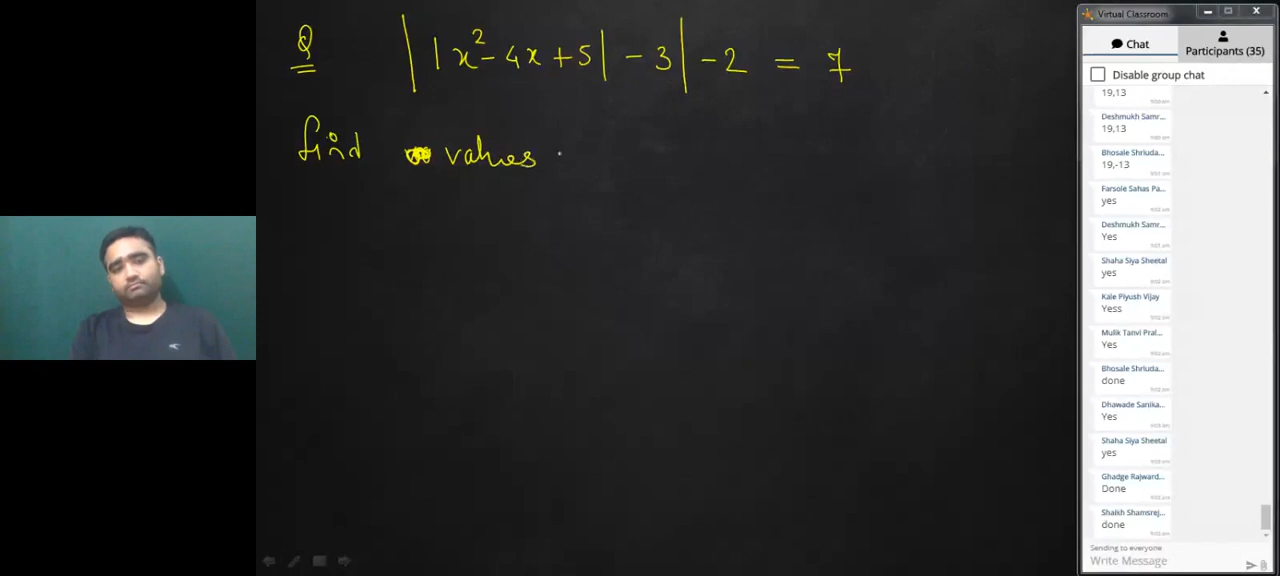 Q ||x²-4x+5|-3|-2 = 7
find values
Virtual Classroom
Chat
Participants (35)
Disable group chat
19,13
Deshmukh Samr...
19,13
Bhosale Shriuda...
19,-13
Farsole Sahas Pa...
yes
Deshmukh Samr...
Yes
Shaha Siya Sheetal
yes
Kale Piyush Vijay
Yess
Mulik Tanvi Pral...
Yes
Bhosale Shriuda...
done
Dhawade Sanika...
Yes
Shaha Siya Sheetal
yes
Ghadge Rajward...
Done
Shaikh Shamsrej...
done
Sending to everyone
Write Message